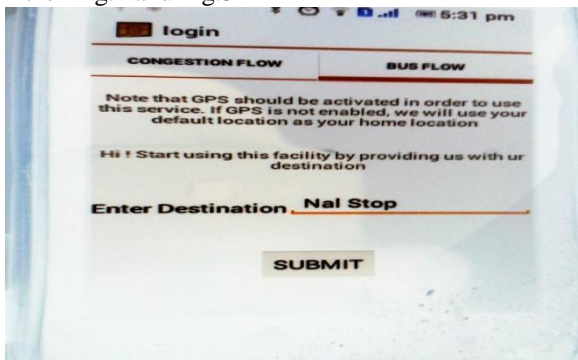 5:31 pm
login
CONGESTION FLOW
BUS FLOW
Note that GPS should be activated in order to use
this service. If GPS is not enabled, we will use your
default location as your home location
Hi ! Start using this facility by providing us with ur
destination
Enter Destination Nal Stop
SUBMIT